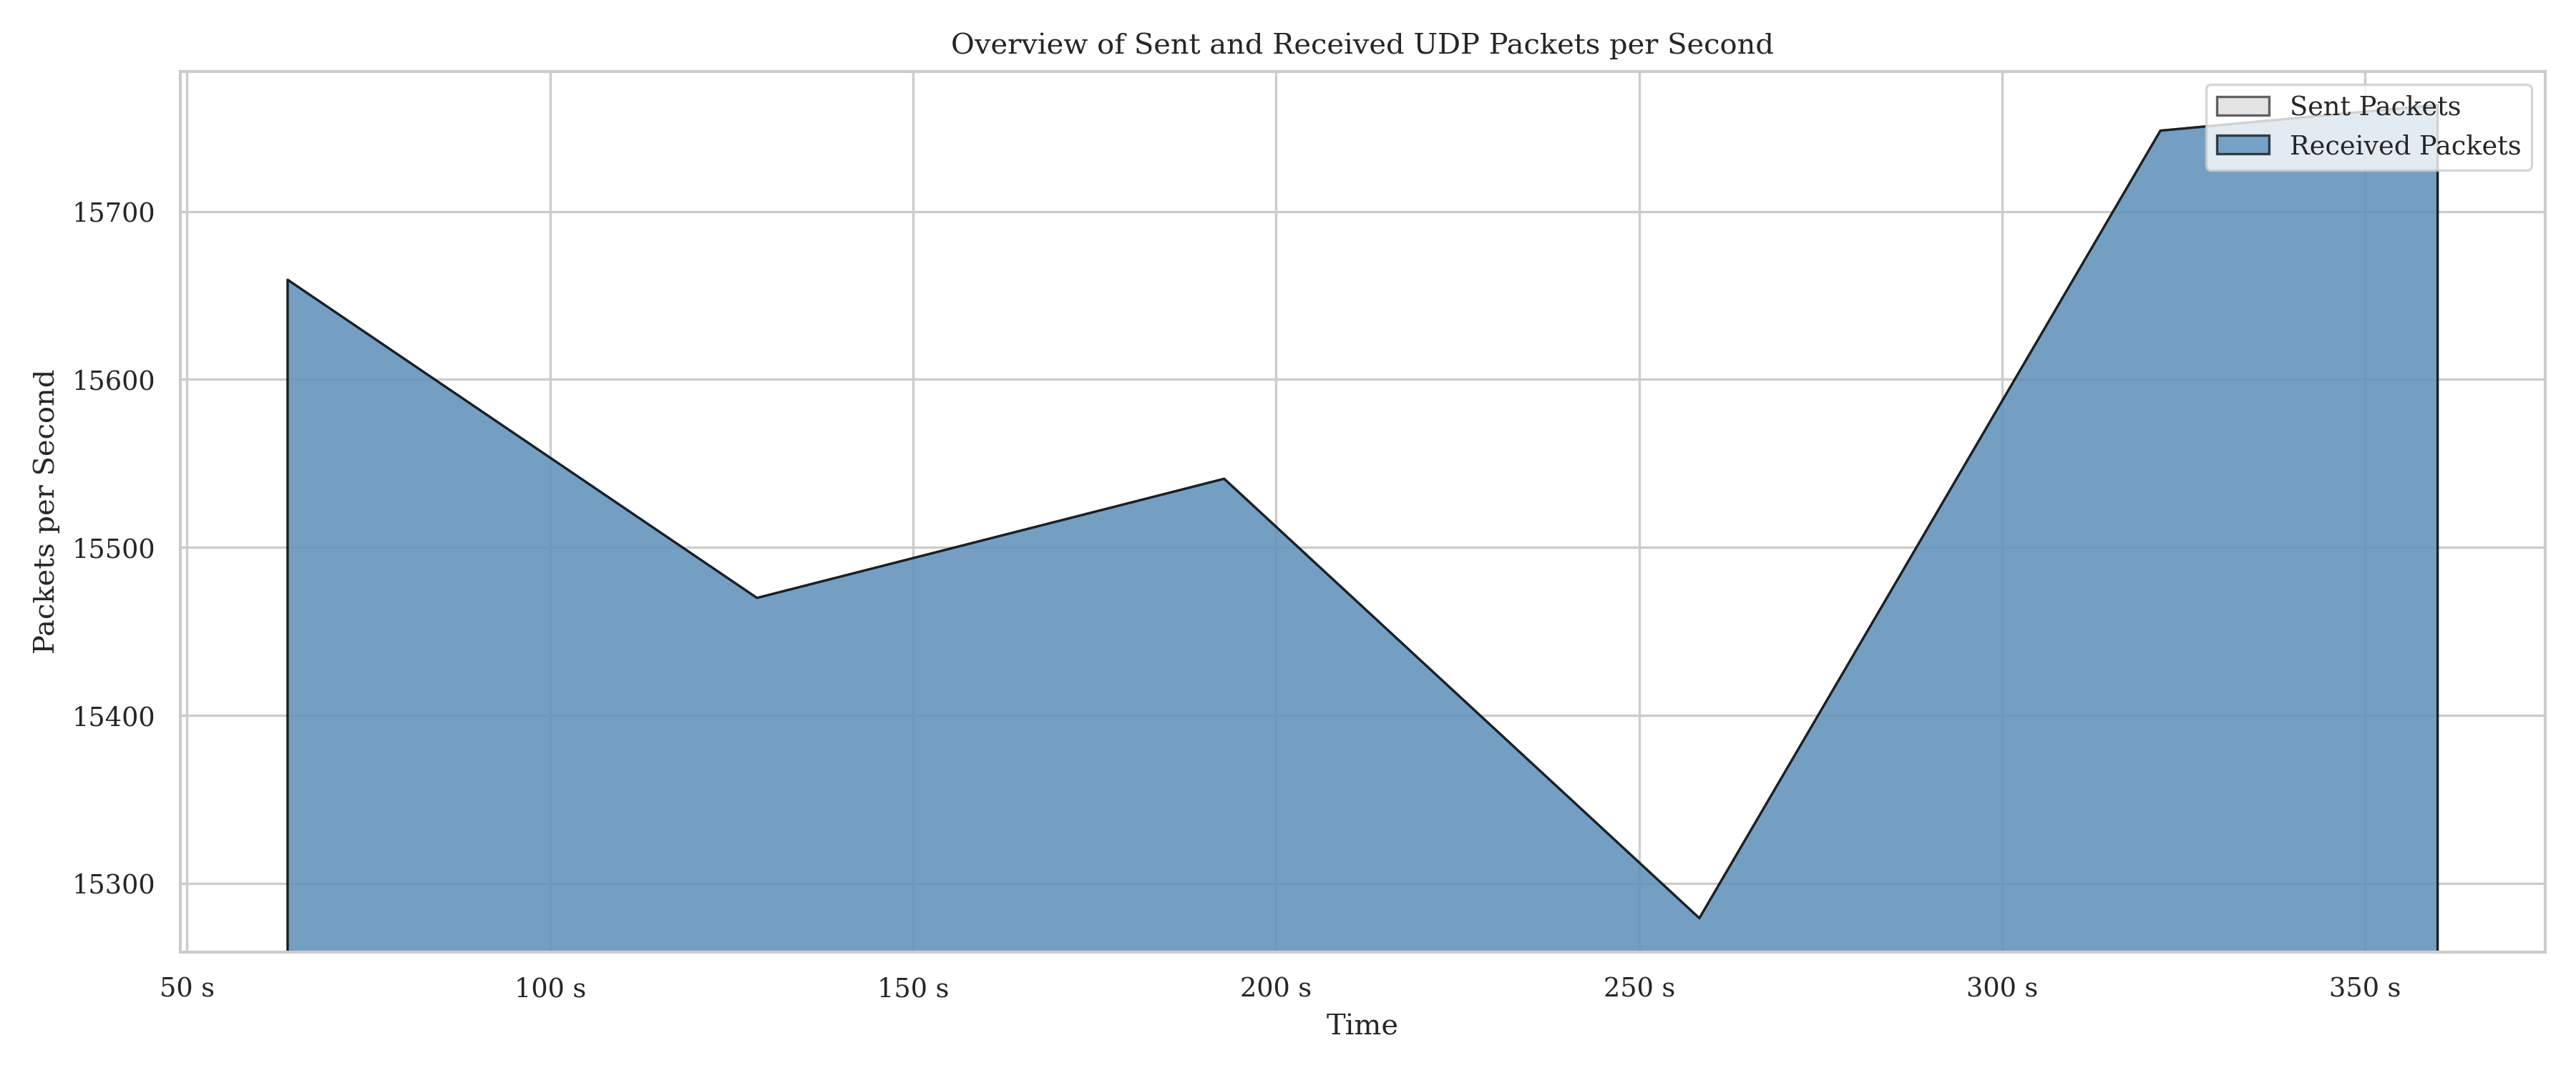 Overview of Sent and Received UDP Packets per Second
Sent Packets
Received Packets
Packets per Second
15700
15600
15500
15400
15300
50 s
100 s
150 s
200 s
250 s
300 s
350 s
Time